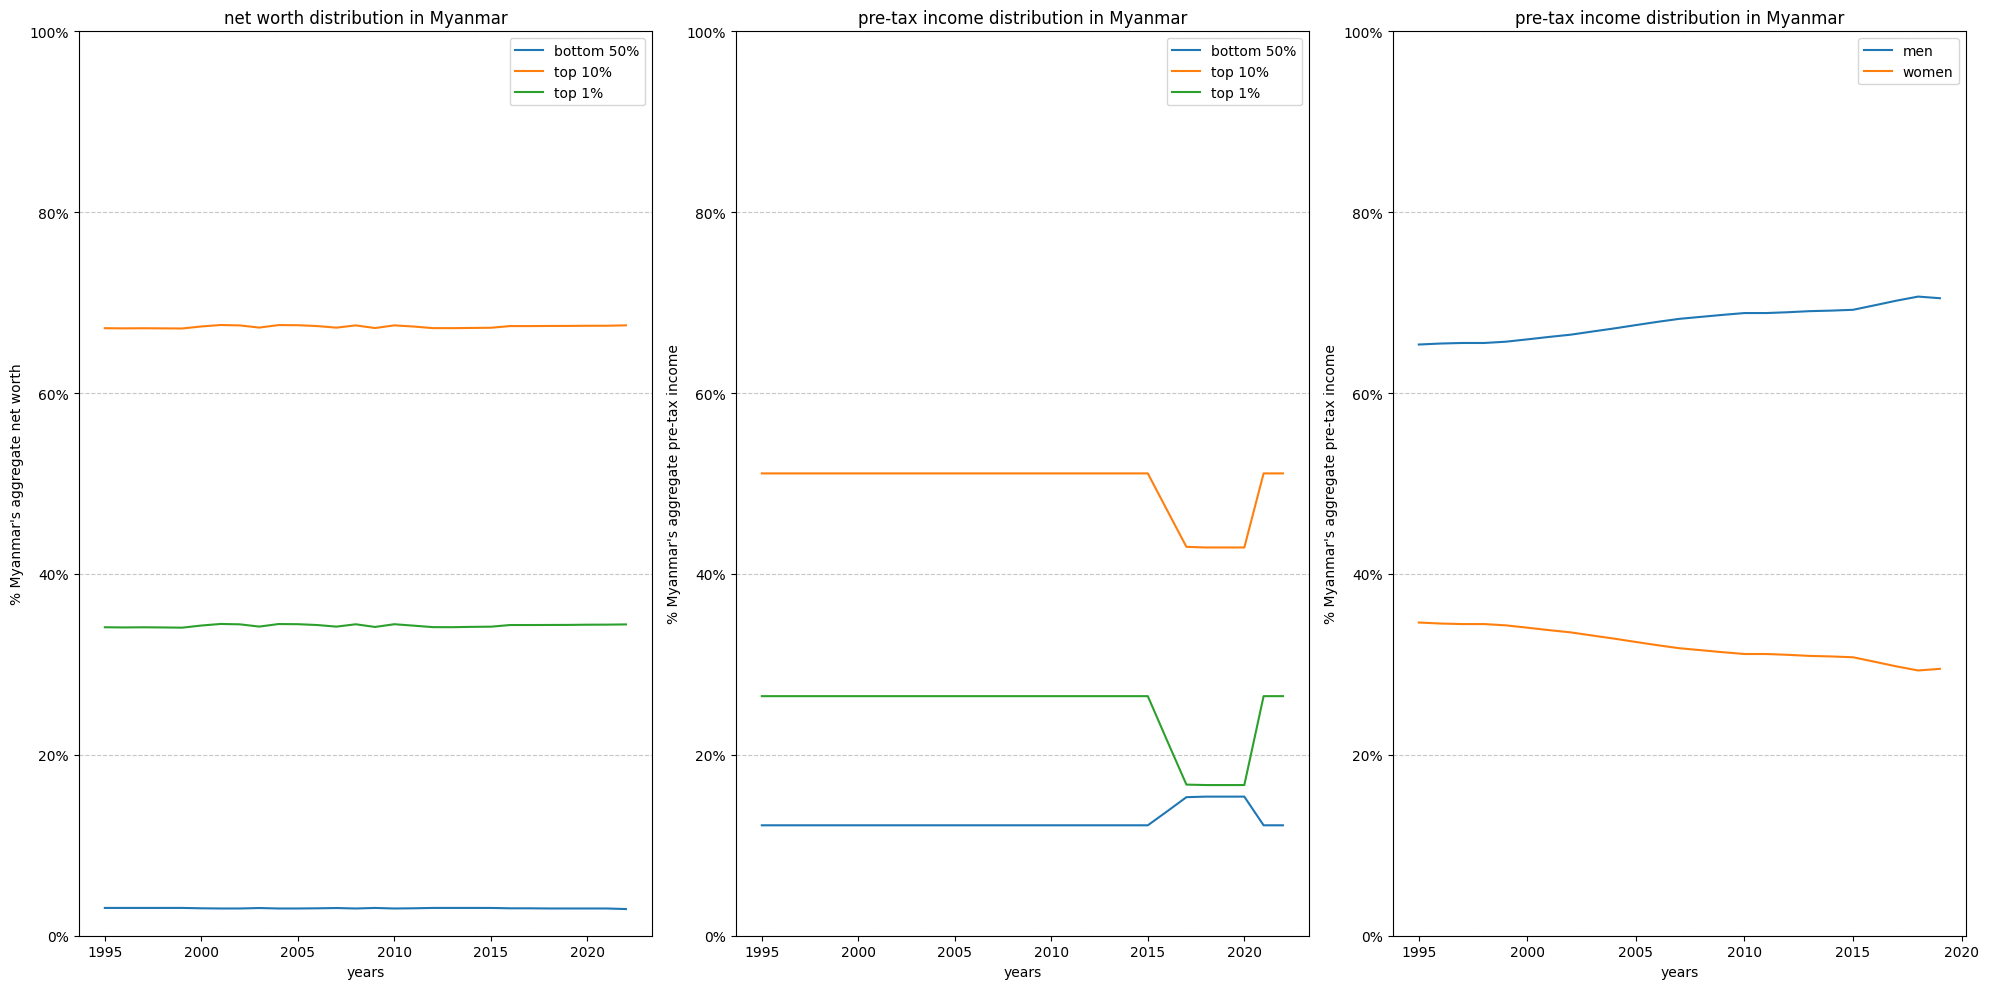 net worth distribution in Myanmar
100%
80%
60%
40%
20%
0%
% Myanmar's aggregate net worth
bottom 50%
top 10%
top 1%
1995 2000 2005 2010 2015 2020
years
pre-tax income distribution in Myanmar
100%
80%
60%
40%
20%
0%
% Myanmar's aggregate pre-tax income
bottom 50%
top 10%
top 1%
1995 2000 2005 2010 2015 2020
years
pre-tax income distribution in Myanmar
100%
80%
60%
40%
20%
0%
% Myanmar's aggregate pre-tax income
men
women
1995 2000 2005 2010 2015 2020
years